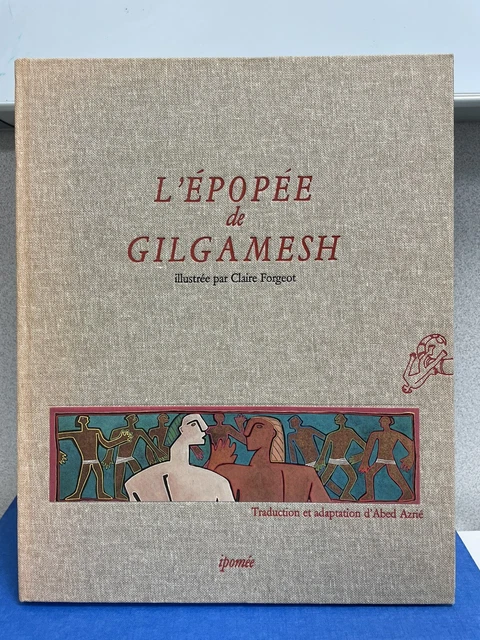 L'ÉPOPÉE
de
GILGAMESH
illustrée par Claire Forgeot
Traduction et adaptation d'Abed Azrié
ipomée